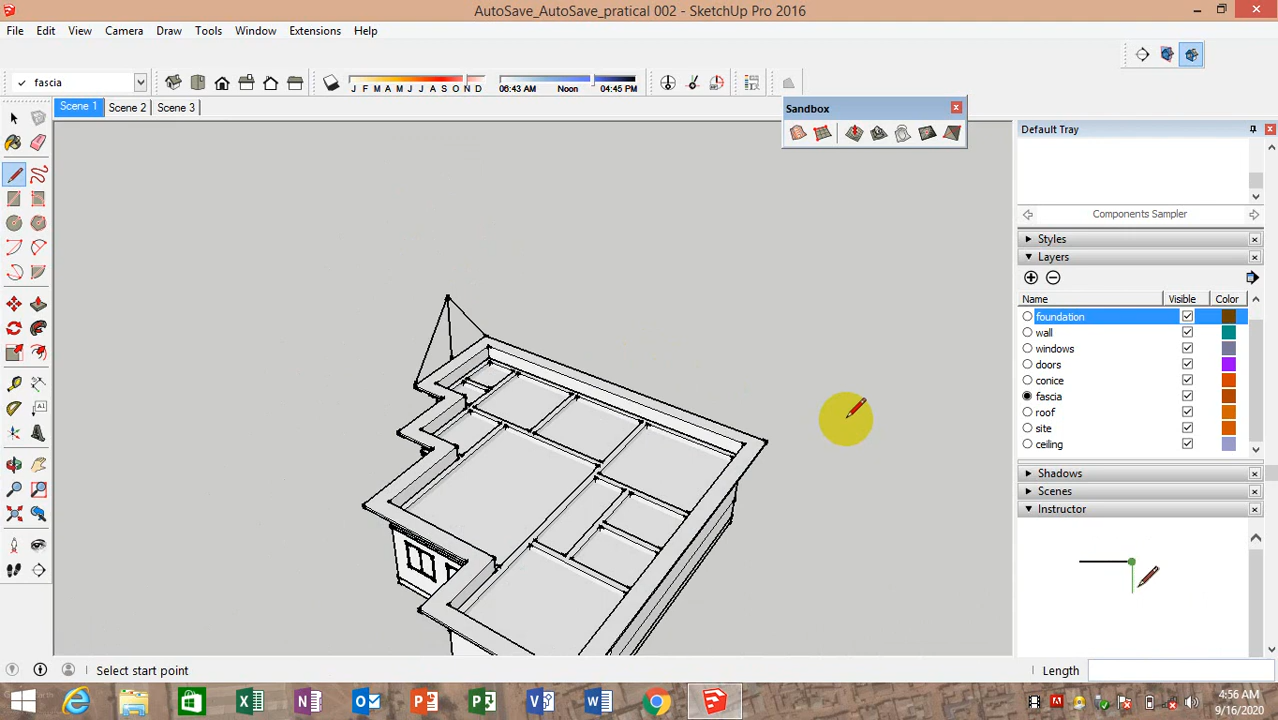 AutoSave_AutoSave_pratical 002 - SketchUp Pro 2016
File Edit View Camera Draw Tools Window Extensions Help
fascia
J F M A M J J A S O N D
06:43 AM Noon 04:45 PM
Scene 1 Scene 2 Scene 3
Sandbox
Default Tray
Components Sampler
Styles
Layers
Name Visible Color
foundation
wall
windows
doors
conice
fascia
roof
site
ceiling
Shadows
Scenes
Instructor
Select start point
Length
4:56 AM
9/16/2020